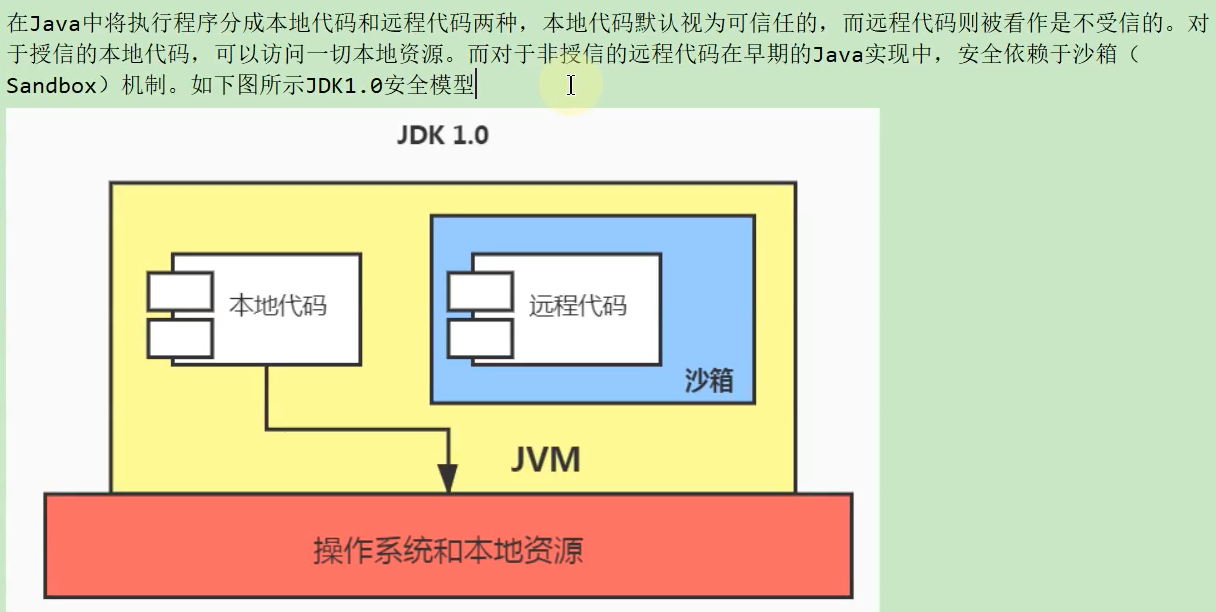 在Java中将执行程序分成本地代码和远程代码两种，本地代码默认视为可信任的，而远程代码则被看作是不受信的。对
于授信的本地代码，可以访问一切本地资源。而对于非授信的远程代码在早期的Java实现中，安全依赖于沙箱（
Sandbox）机制。如下图所示JDK1.0安全模型
JDK 1.0
本地代码
远程代码
沙箱
JVM
操作系统和本地资源